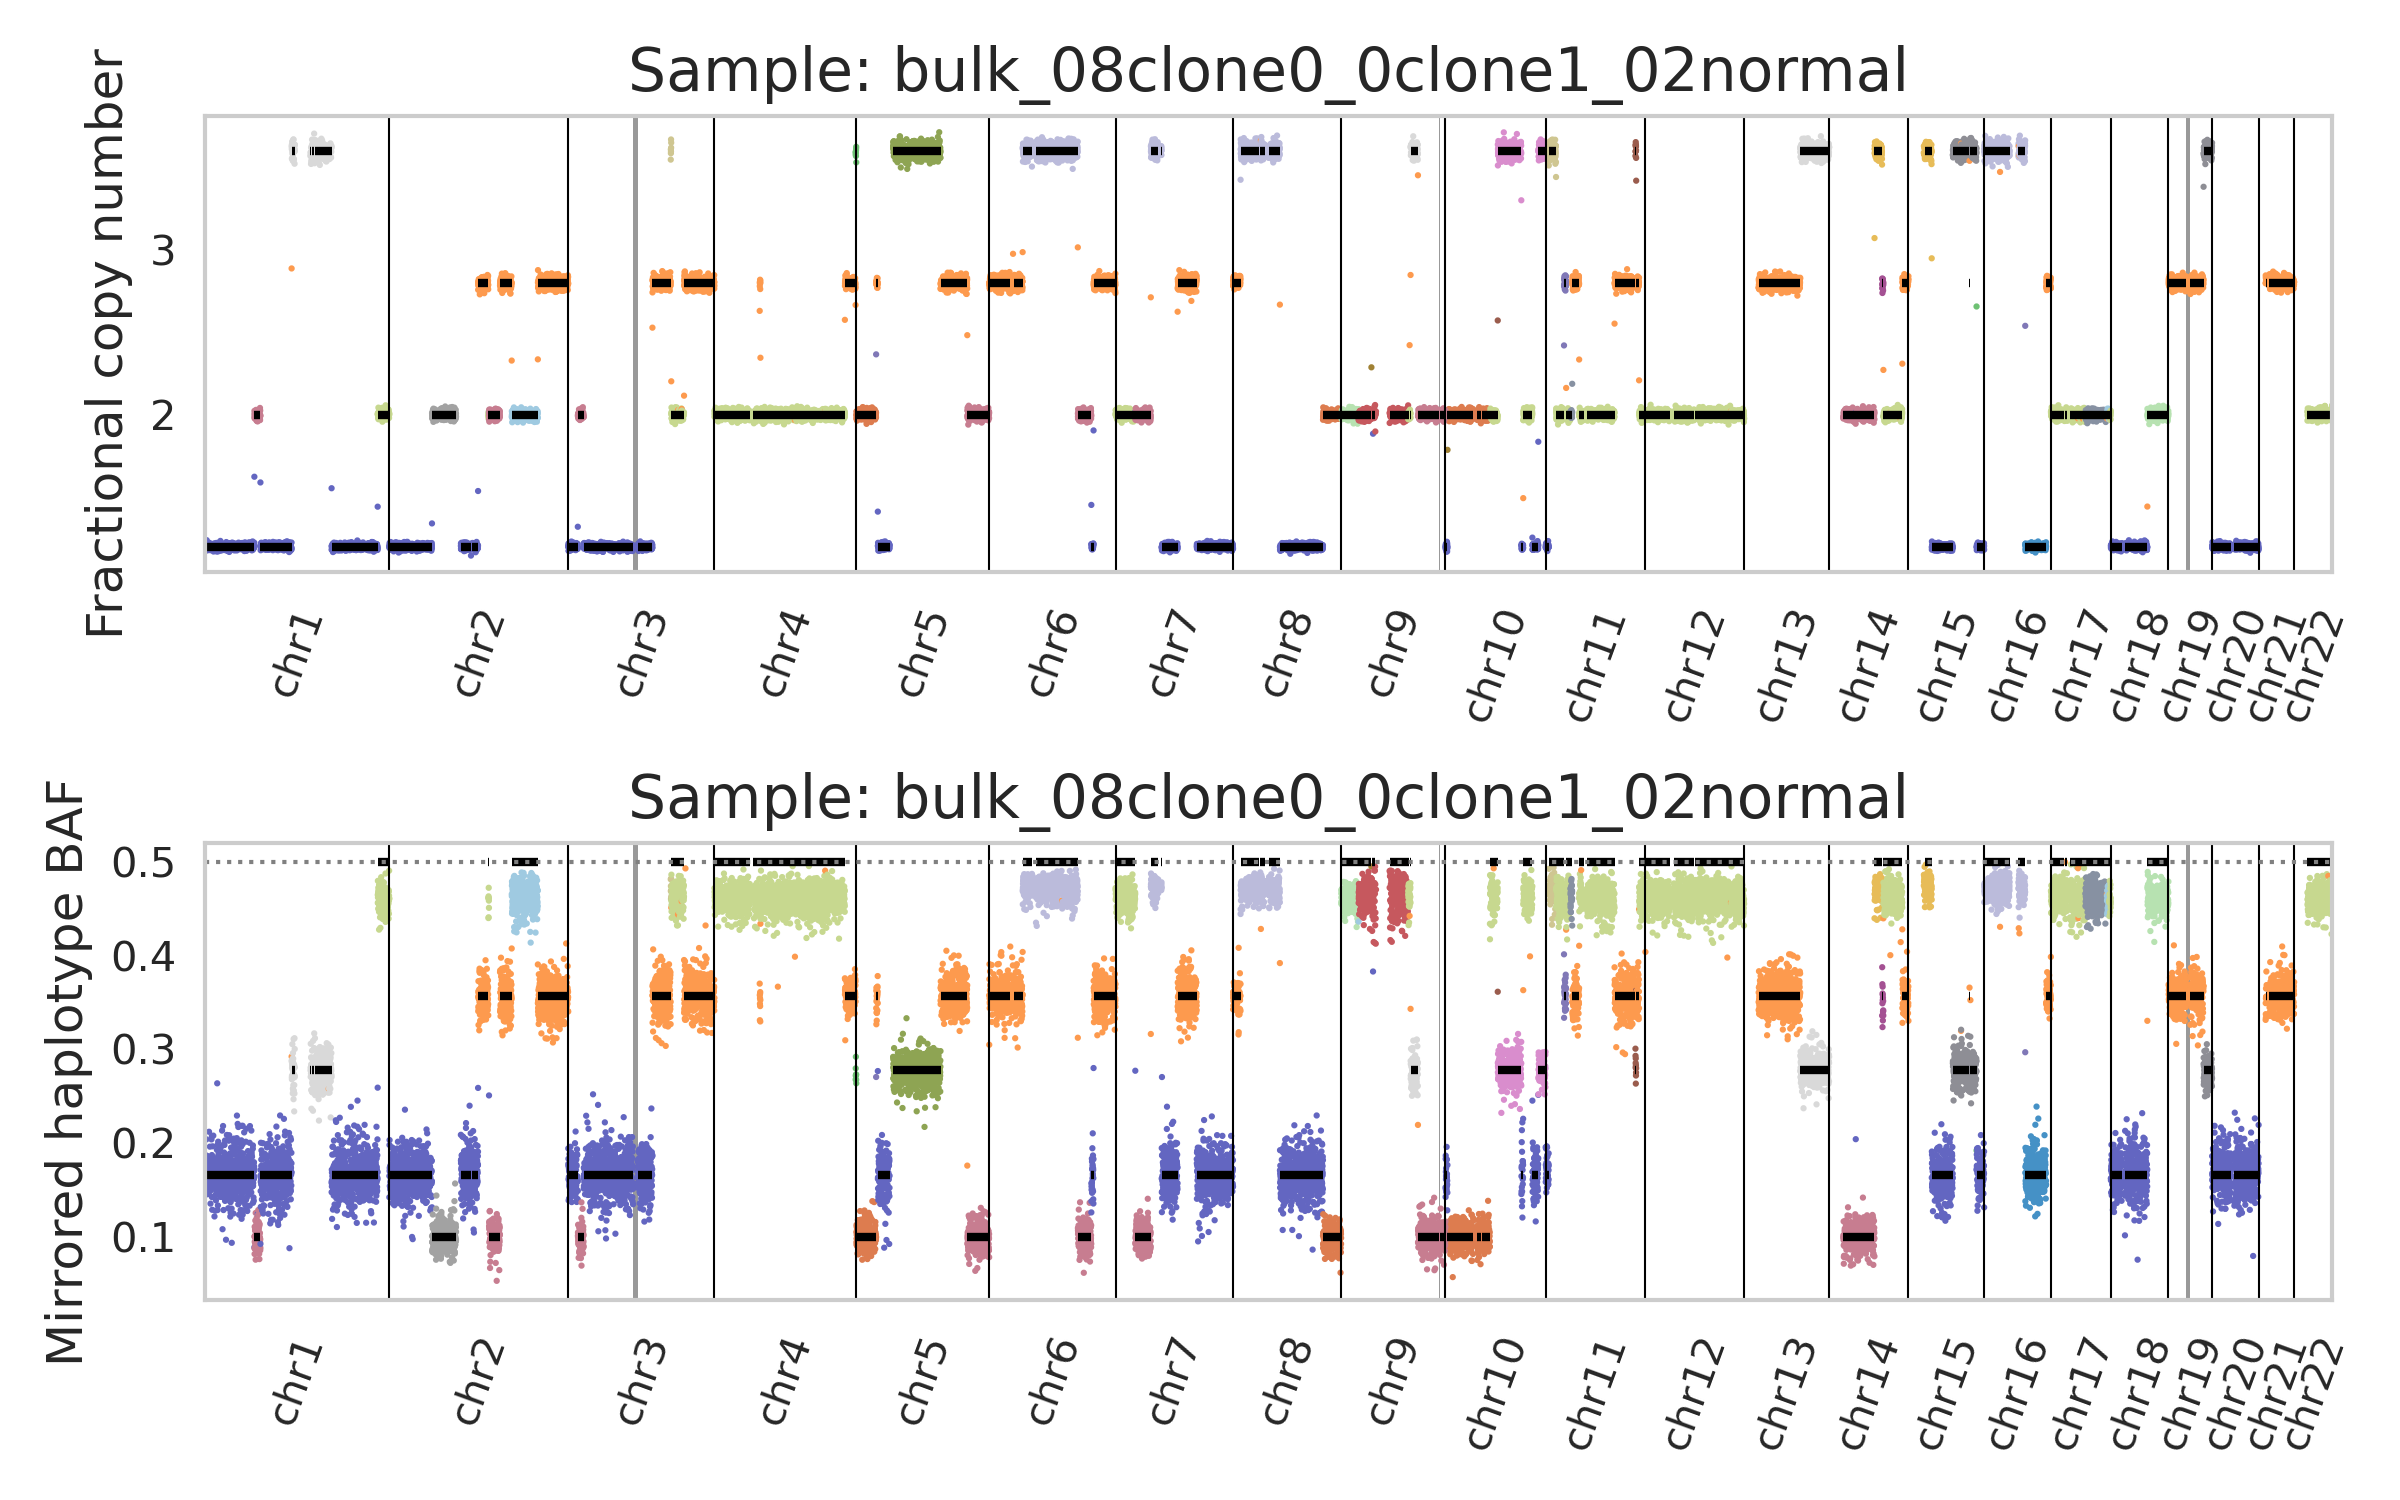 Sample: bulk_08clone0_0clone1_02normal
Fractional copy number
3
2
chr1 chr2 chr3 chr4 chr5 chr6 chr7 chr8 chr9 chr10 chr11 chr12 chr13 chr14 chr15 chr16 chr17 chr18 chr19 chr20 chr21 chr22
Sample: bulk_08clone0_0clone1_02normal
Mirrored haplotype BAF
0.5
0.4
0.3
0.2
0.1
chr1 chr2 chr3 chr4 chr5 chr6 chr7 chr8 chr9 chr10 chr11 chr12 chr13 chr14 chr15 chr16 chr17 chr18 chr19 chr20 chr21 chr22